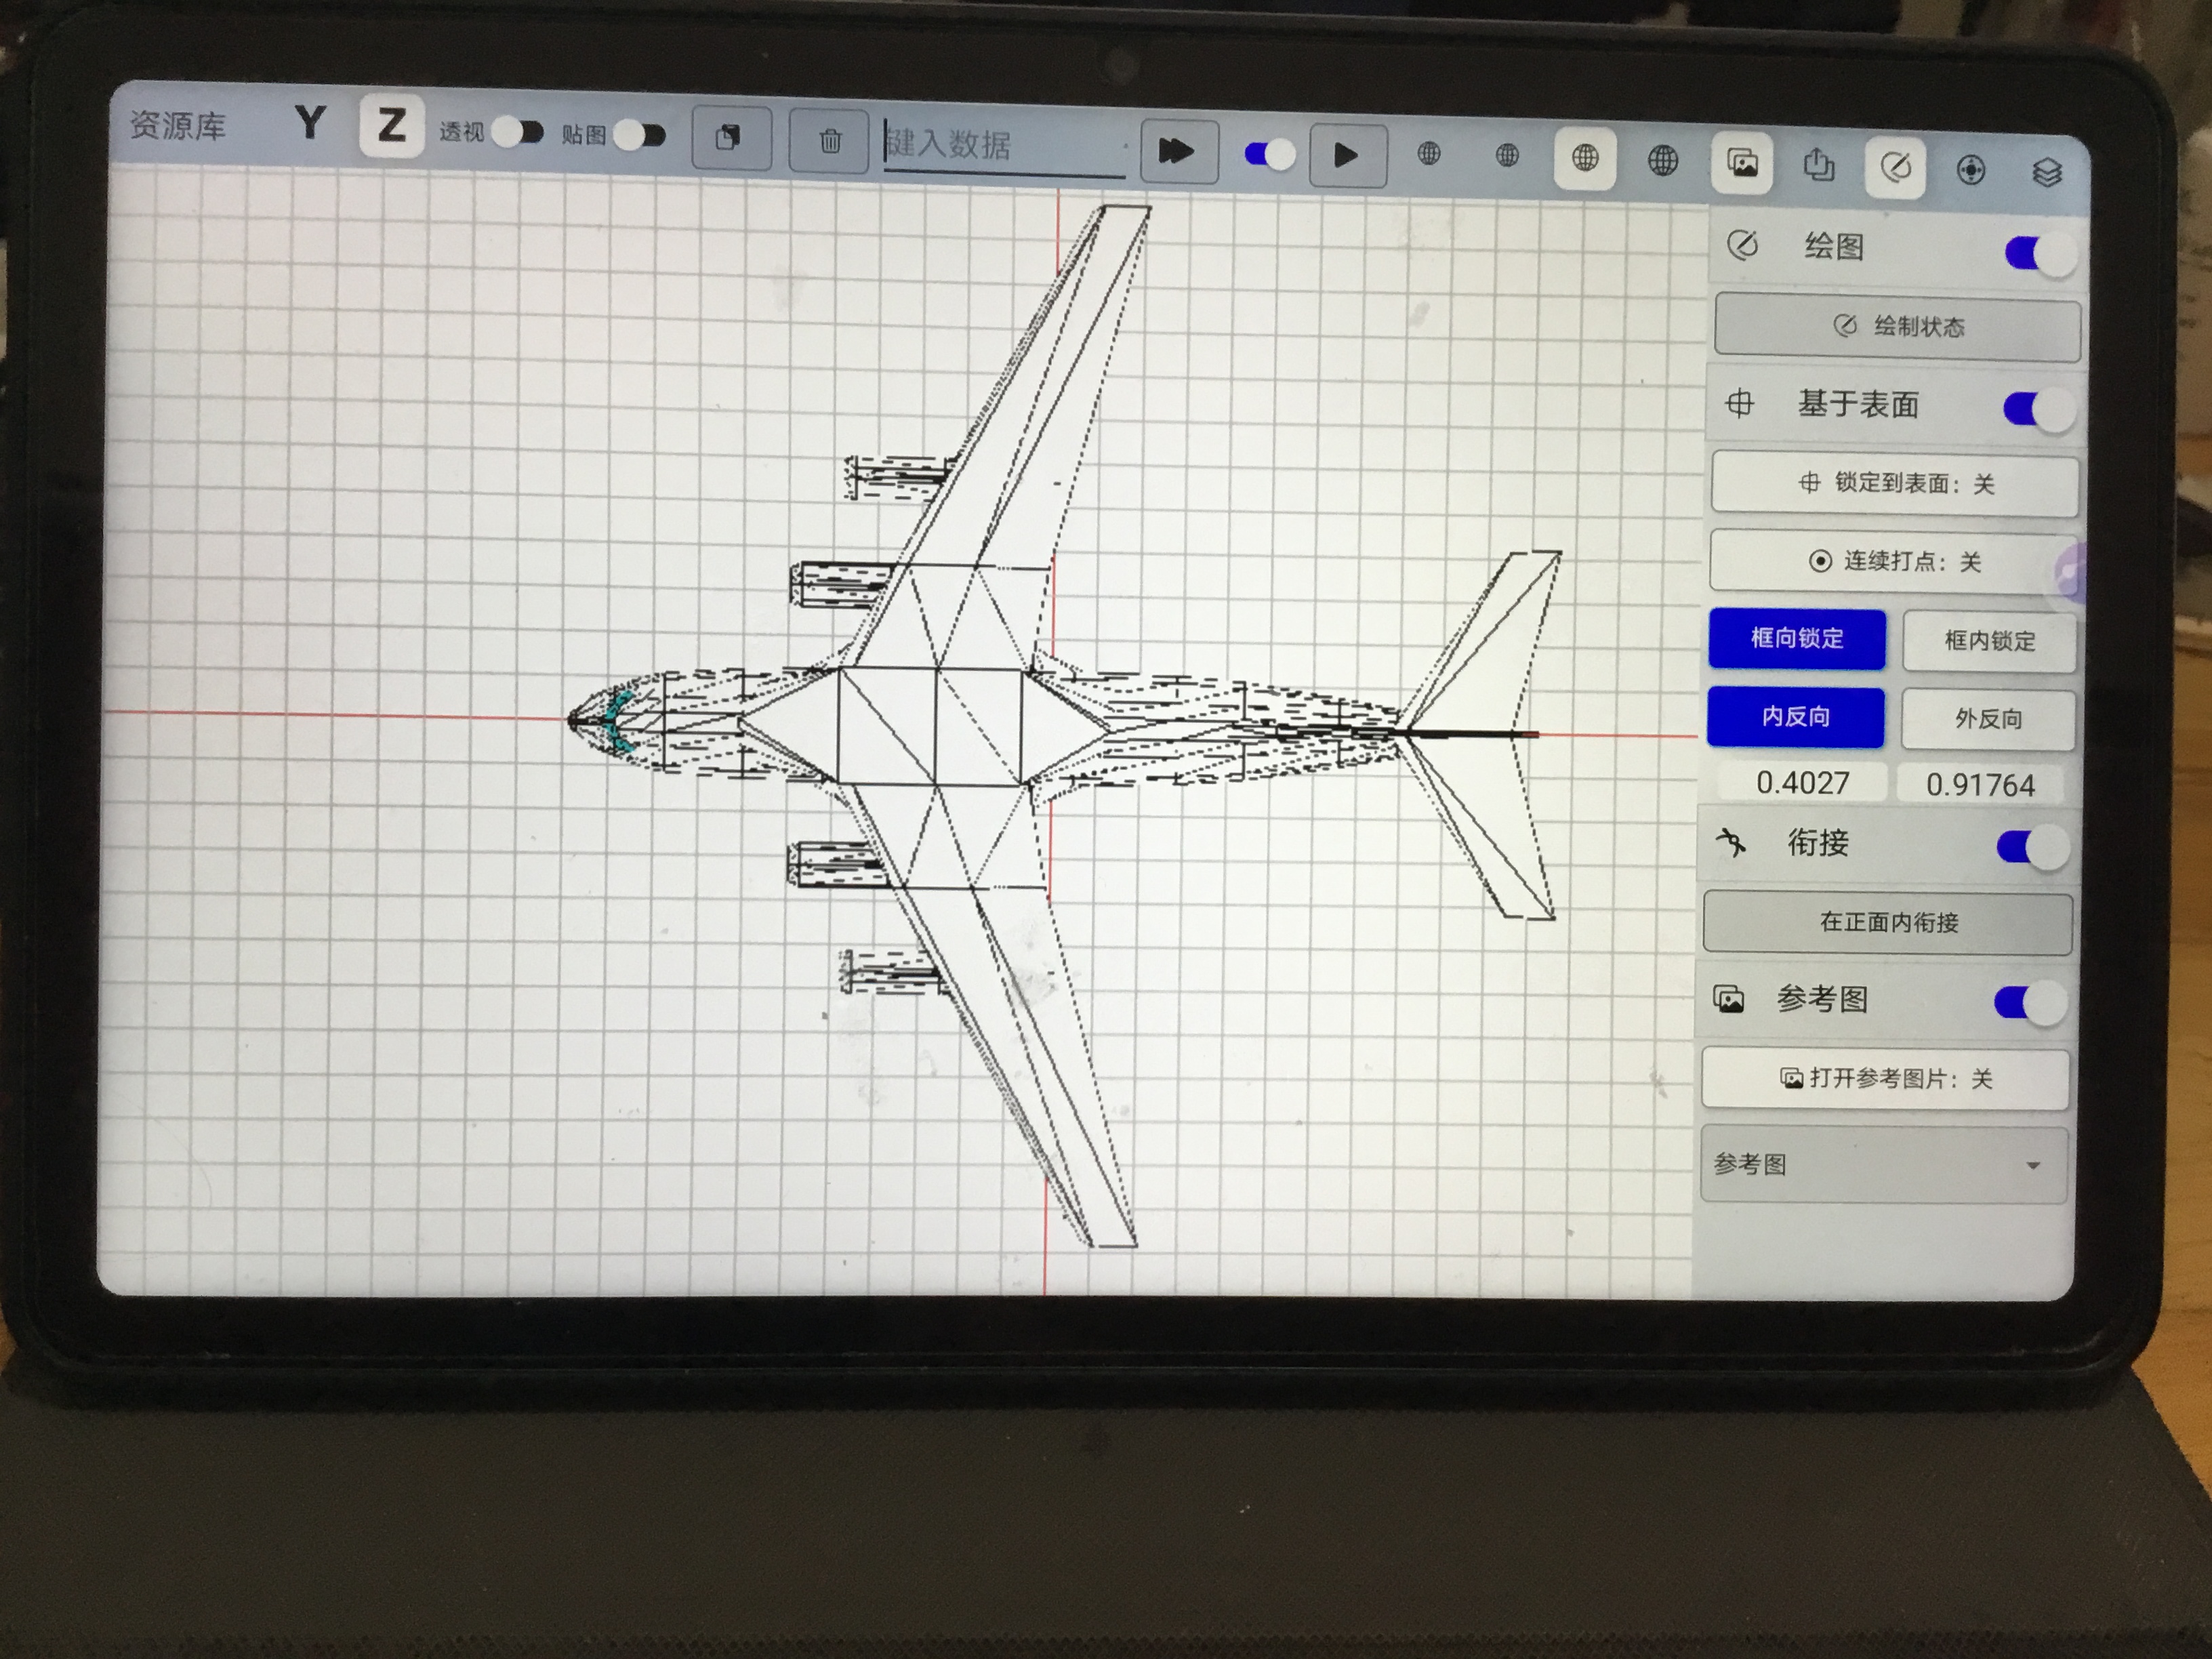 资源库
Y
Z
透视
贴图
键入数据
绘图
绘制状态
基于表面
锁定到表面：关
连续打点：关
框向锁定
框内锁定
内反向
外反向
0.4027
0.91764
衔接
在正面内衔接
参考图
打开参考图片：关
参考图